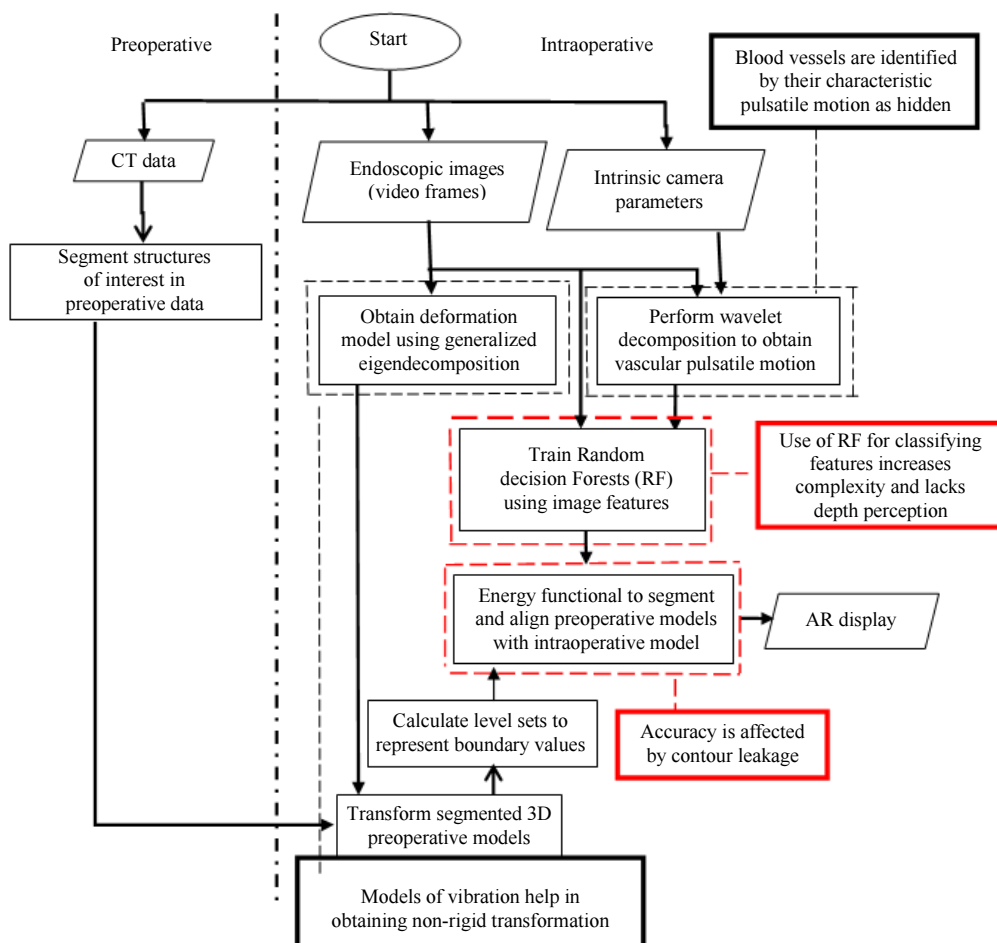 Preoperative
Start
Intraoperative
Blood vessels are identified
by their characteristic
pulsatile motion as hidden
CT data
Endoscopic images
(video frames)
Intrinsic camera
parameters
Segment structures
of interest in
preoperative data
Obtain deformation
model using generalized
eigendecomposition
Perform wavelet
decomposition to obtain
vascular pulsatile motion
Train Random
decision Forests (RF)
using image features
Use of RF for classifying
features increases
complexity and lacks
depth perception
Energy functional to segment
and align preoperative models
with intraoperative model
AR display
Calculate level sets to
represent boundary values
Accuracy is affected
by contour leakage
Transform segmented 3D
preoperative models
Models of vibration help in
obtaining non-rigid transformation